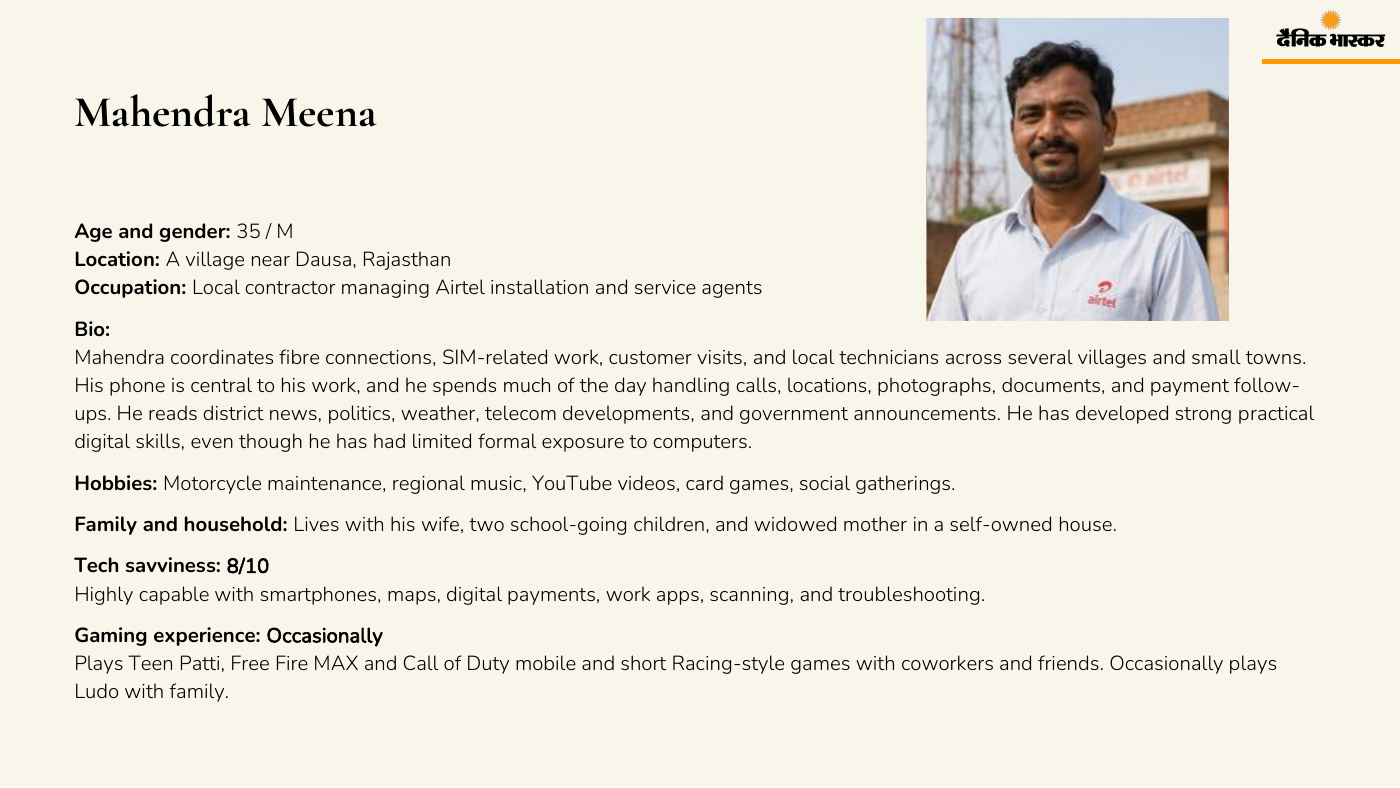 दैनिक भास्कर
Mahendra Meena
airtel
airtel
Age and gender: 35 / M
Location: A village near Dausa, Rajasthan
Occupation: Local contractor managing Airtel installation and service agents
Bio:
Mahendra coordinates fibre connections, SIM-related work, customer visits, and local technicians across several villages and small towns.
His phone is central to his work, and he spends much of the day handling calls, locations, photographs, documents, and payment follow-
ups. He reads district news, politics, weather, telecom developments, and government announcements. He has developed strong practical
digital skills, even though he has had limited formal exposure to computers.
Hobbies: Motorcycle maintenance, regional music, YouTube videos, card games, social gatherings.
Family and household: Lives with his wife, two school-going children, and widowed mother in a self-owned house.
Tech savviness: 8/10
Highly capable with smartphones, maps, digital payments, work apps, scanning, and troubleshooting.
Gaming experience: Occasionally
Plays Teen Patti, Free Fire MAX and Call of Duty mobile and short Racing-style games with coworkers and friends. Occasionally plays
Ludo with family.